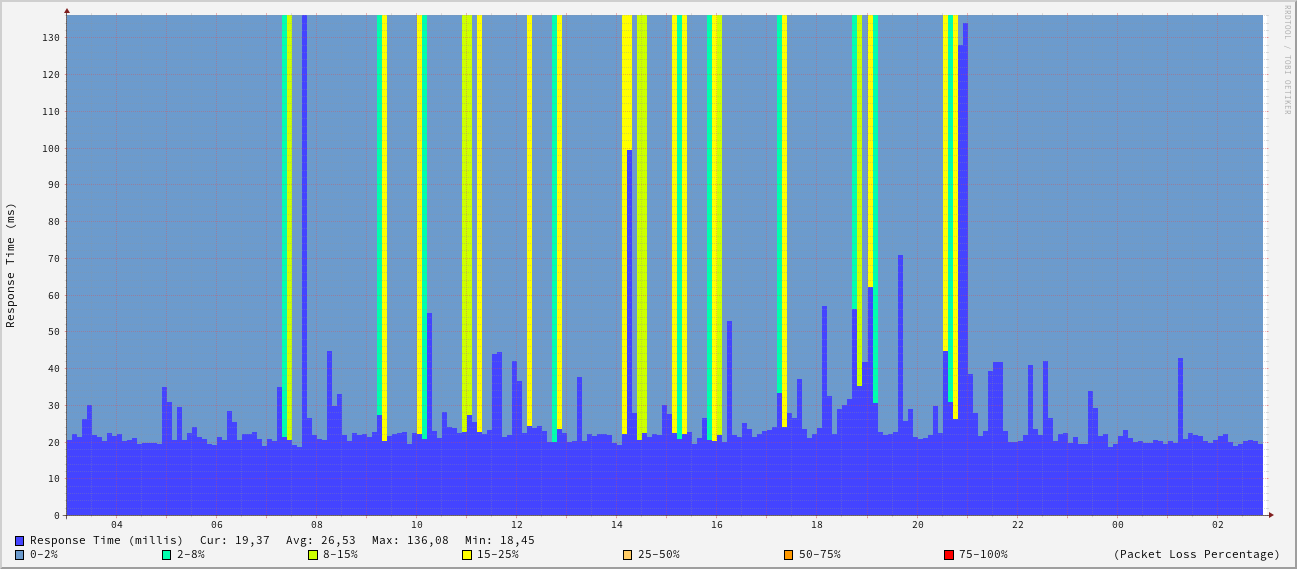 RRDTOOL / TOBI OETIKER
Response Time (ms)
130
120
110
100
90
80
70
60
50
40
30
20
10
0
04 06 08 10 12 14 16 18 20 22 00 02
Response Time (millis) Cur: 19,37 Avg: 26,53 Max: 136,08 Min: 18,45
0-2% 2-8% 8-15% 15-25% 25-50% 50-75% 75-100% (Packet Loss Percentage)